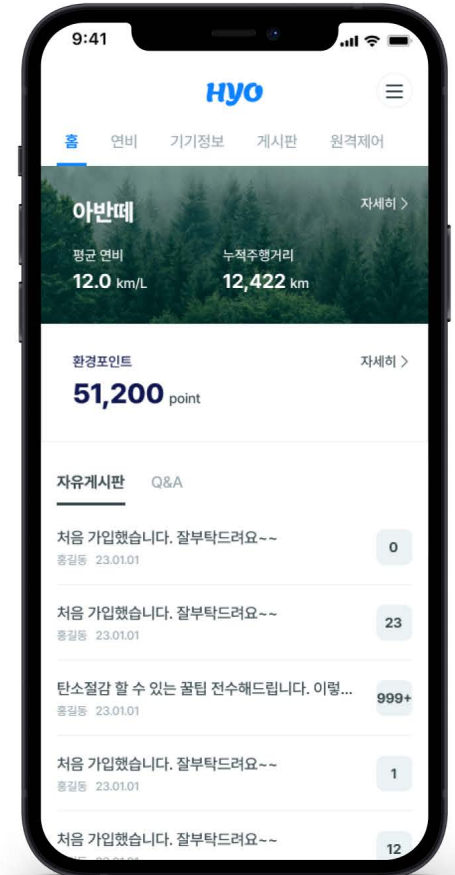 9:41
HYO
홈 연비 기기정보 게시판 원격제어
아반떼 자세히 >
평균 연비 누적주행거리
12.0 km/L 12,422 km
환경포인트 자세히 >
51,200 point
자유게시판 Q&A
처음 가입했습니다. 잘부탁드려요~~ 0
홍길동 23.01.01
처음 가입했습니다. 잘부탁드려요~~ 23
홍길동 23.01.01
탄소절감 할 수 있는 꿀팁 전수해드립니다. 이렇... 999+
홍길동 23.01.01
처음 가입했습니다. 잘부탁드려요~~ 1
홍길동 23.01.01
처음 가입했습니다. 잘부탁드려요~~ 12